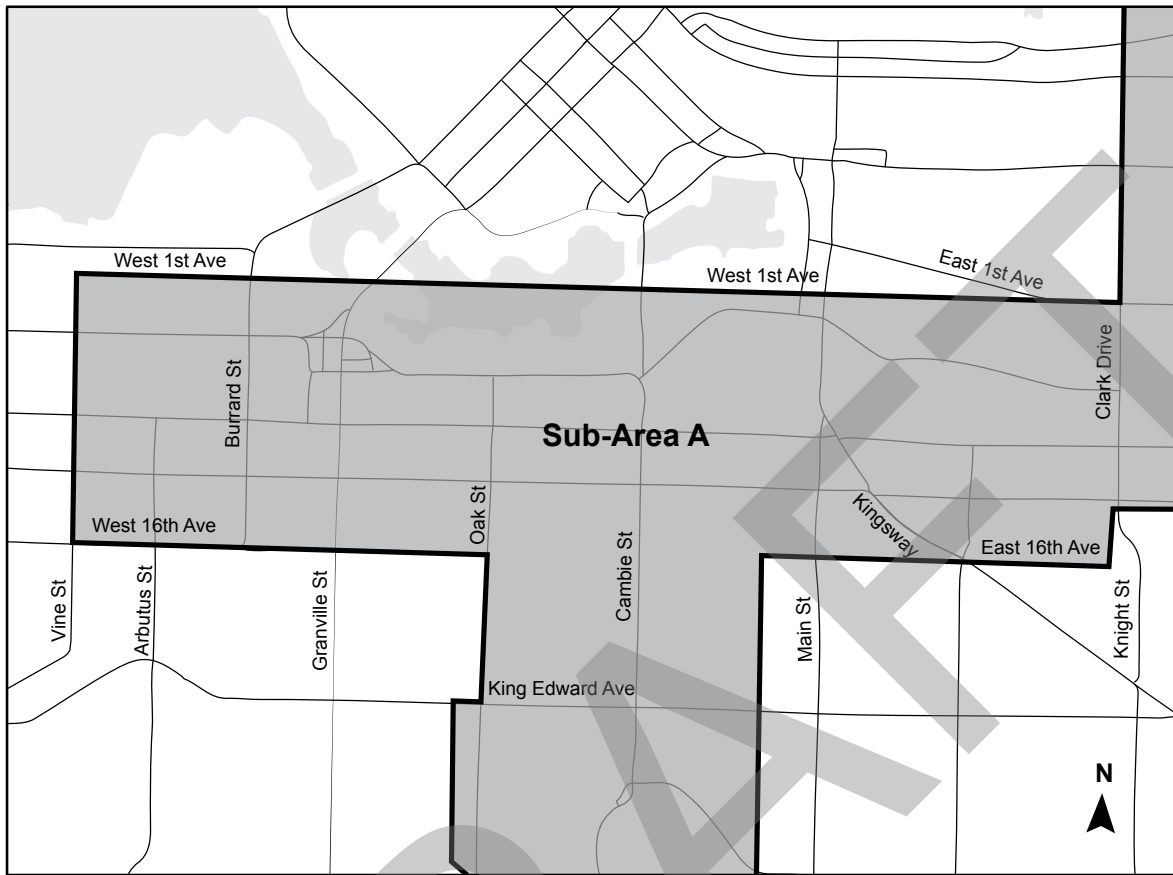 West 1st Ave
West 1st Ave
East 1st Ave
Burrard St
Clark Drive
Sub-Area A
Oak St
Kingsway
West 16th Ave
East 16th Ave
Cambie St
Vine St
Arbutus St
Granville St
Main St
Knight St
King Edward Ave
N